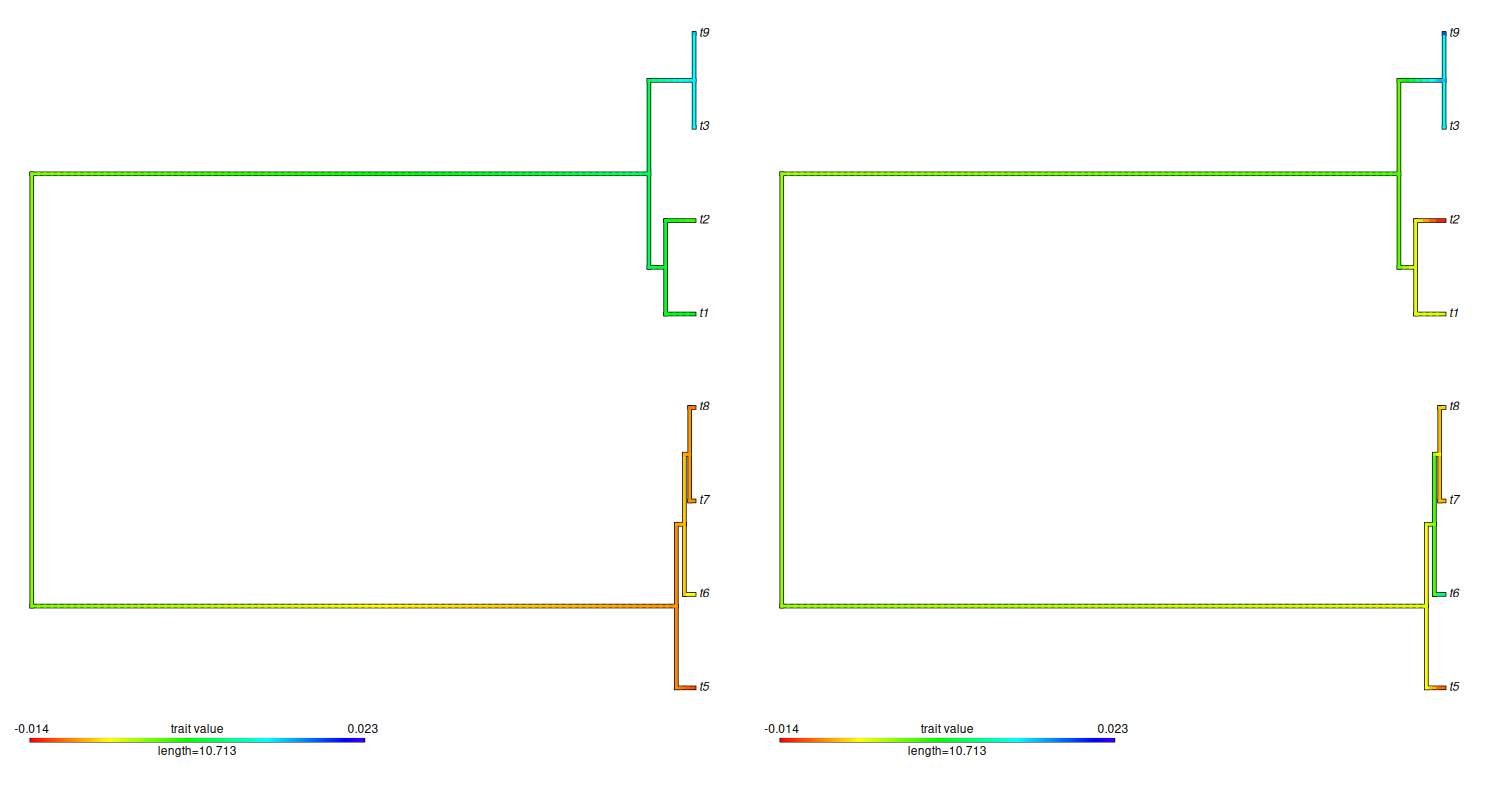 t9
t3
t2
t1
t8
t7
t6
t5
-0.014 trait value 0.023
length=10.713
t9
t3
t2
t1
t8
t7
t6
t5
-0.014 trait value 0.023
length=10.713